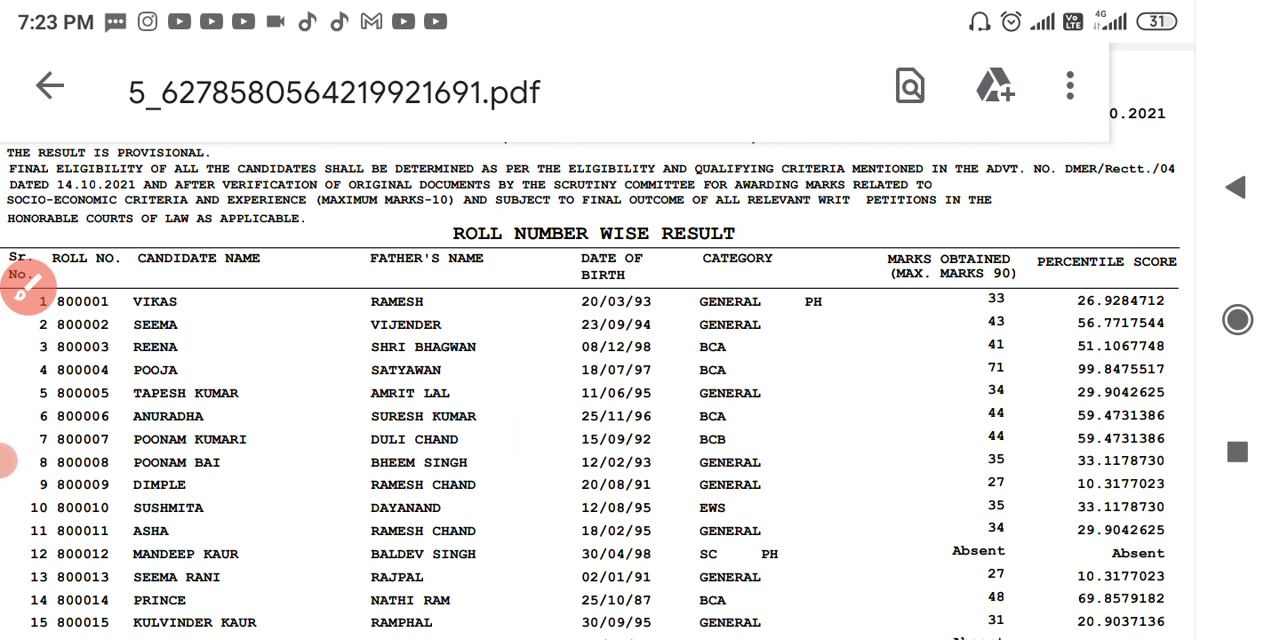 7:23 PM 4G Vo LTE 31
5_6278580564219921691.pdf
0.2021
THE RESULT IS PROVISIONAL.
FINAL ELIGIBILITY OF ALL THE CANDIDATES SHALL BE DETERMINED AS PER THE ELIGIBILITY AND QUALIFYING CRITERIA MENTIONED IN THE ADVT. NO. DMER/Rectt./04
DATED 14.10.2021 AND AFTER VERIFICATION OF ORIGINAL DOCUMENTS BY THE SCRUTINY COMMITTEE FOR AWARDING MARKS RELATED TO
SOCIO-ECONOMIC CRITERIA AND EXPERIENCE (MAXIMUM MARKS-10) AND SUBJECT TO FINAL OUTCOME OF ALL RELEVANT WRIT PETITIONS IN THE
HONORABLE COURTS OF LAW AS APPLICABLE.
ROLL NUMBER WISE RESULT
Sr. No. ROLL NO. CANDIDATE NAME FATHER'S NAME DATE OF BIRTH CATEGORY MARKS OBTAINED (MAX. MARKS 90) PERCENTILE SCORE
1 800001 VIKAS RAMESH 20/03/93 GENERAL PH 33 26.9284712
2 800002 SEEMA VIJENDER 23/09/94 GENERAL 43 56.7717544
3 800003 REENA SHRI BHAGWAN 08/12/98 BCA 41 51.1067748
4 800004 POOJA SATYAWAN 18/07/97 BCA 71 99.8475517
5 800005 TAPESH KUMAR AMRIT LAL 11/06/95 GENERAL 34 29.9042625
6 800006 ANURADHA SURESH KUMAR 25/11/96 BCA 44 59.4731386
7 800007 POONAM KUMARI DULI CHAND 15/09/92 BCB 44 59.4731386
8 800008 POONAM BAI BHEEM SINGH 12/02/93 GENERAL 35 33.1178730
9 800009 DIMPLE RAMESH CHAND 20/08/91 GENERAL 27 10.3177023
10 800010 SUSHMITA DAYANAND 12/08/95 EWS 35 33.1178730
11 800011 ASHA RAMESH CHAND 18/02/95 GENERAL 34 29.9042625
12 800012 MANDEEP KAUR BALDEV SINGH 30/04/98 SC PH Absent Absent
13 800013 SEEMA RANI RAJPAL 02/01/91 GENERAL 27 10.3177023
14 800014 PRINCE NATHI RAM 25/10/87 BCA 48 69.8579182
15 800015 KULVINDER KAUR RAMPHAL 30/09/95 GENERAL 31 20.9037136